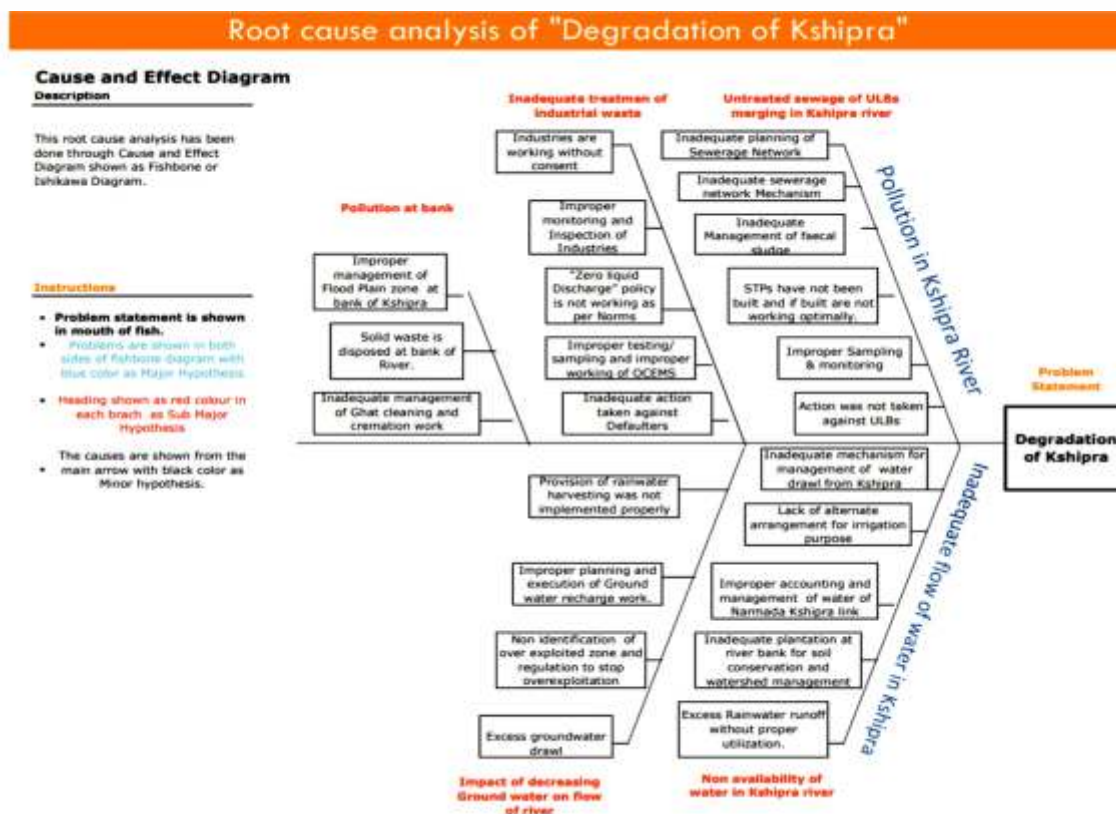 Root cause analysis of "Degradation of Kshipra"
Cause and Effect Diagram
Description
This root cause analysis has been
done through Cause and Effect
Diagram shown as Fishbone or
Ishikawa Diagram.
Instructions
• Problem statement is shown
in mouth of fish.
• Problems are shown in both
sides of fishbone diagram with
blue color as Major Hypothesis
• Heading shown as red colour in
each brach as Sub Major
Hypothesis
• The causes are shown from the
main arrow with black color as
Minor hypothesis.
Pollution at bank
Improper
management of
Flood Plain zone at
bank of Kshipra
Solid waste is
disposed at bank of
River.
Inadequate management
of Ghat cleaning and
cremation work
Inadequate treatmen of
industrial waste
Industries are
working without
consent
Improper
monitoring and
Inspection of
Industries
"Zero liquid
Discharge" policy
is not working as
per Norms
Improper testing/
sampling and improper
working of OCEMS
Inadequate action
taken against
Defaulters
Untreated sewage of ULBs
merging in Kshipra river
Inadequate planning of
Sewerage Network
Inadequate sewerage
network Mechanism
Inadequate
Management of faecal
sludge
STPs have not been
built and if built are not
working optimally.
Improper Sampling
& monitoring
Action was not taken
against ULBs
Pollution in Kshipra River
Problem
Statement
Degradation
of Kshipra
Provision of rainwater
harvesting was not
implemented properly
Improper planning and
execution of Ground
water recharge work.
Non identification of
over exploited zone and
regulation to stop
overexploitation
Excess groundwater
drawl
Impact of decreasing
Ground water on flow
of river
Inadequate mechanism for
management of water
drawl from Kshipra
Lack of alternate
arrangement for irrigation
purpose
Improper accounting and
management of water of
Narmada Kshipra link
Inadequate plantation at
river bank for soil
conservation and
watershed management
Excess Rainwater runoff
without proper
utilization.
Non availability of
water in Kshipra river
Inadequate flow of water in Kshipra